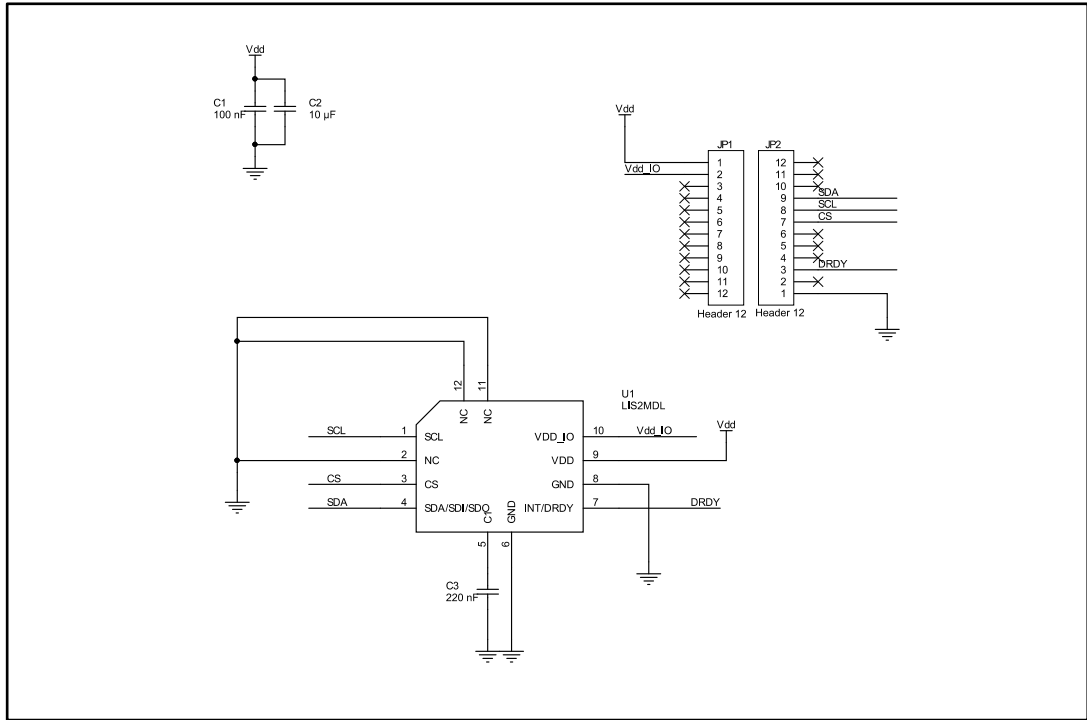 Vdd
C1
100 nF
C2
10 µF
Vdd
Vdd_IO
JP1
1
2
3
4
5
6
7
8
9
10
11
12
Header 12
JP2
12
11
10
9
8
7
6
5
4
3
2
1
Header 12
SDA
SCL
CS
DRDY
12
11
NC
NC
U1
LIS2MDL
SCL
1
SCL
2
NC
CS
3
CS
SDA
4
SDA/SDI/SDO
VDD_IO
10
Vdd_IO
Vdd
VDD
9
GND
8
INT/DRDY
7
DRDY
C1
GND
5
6
C3
220 nF